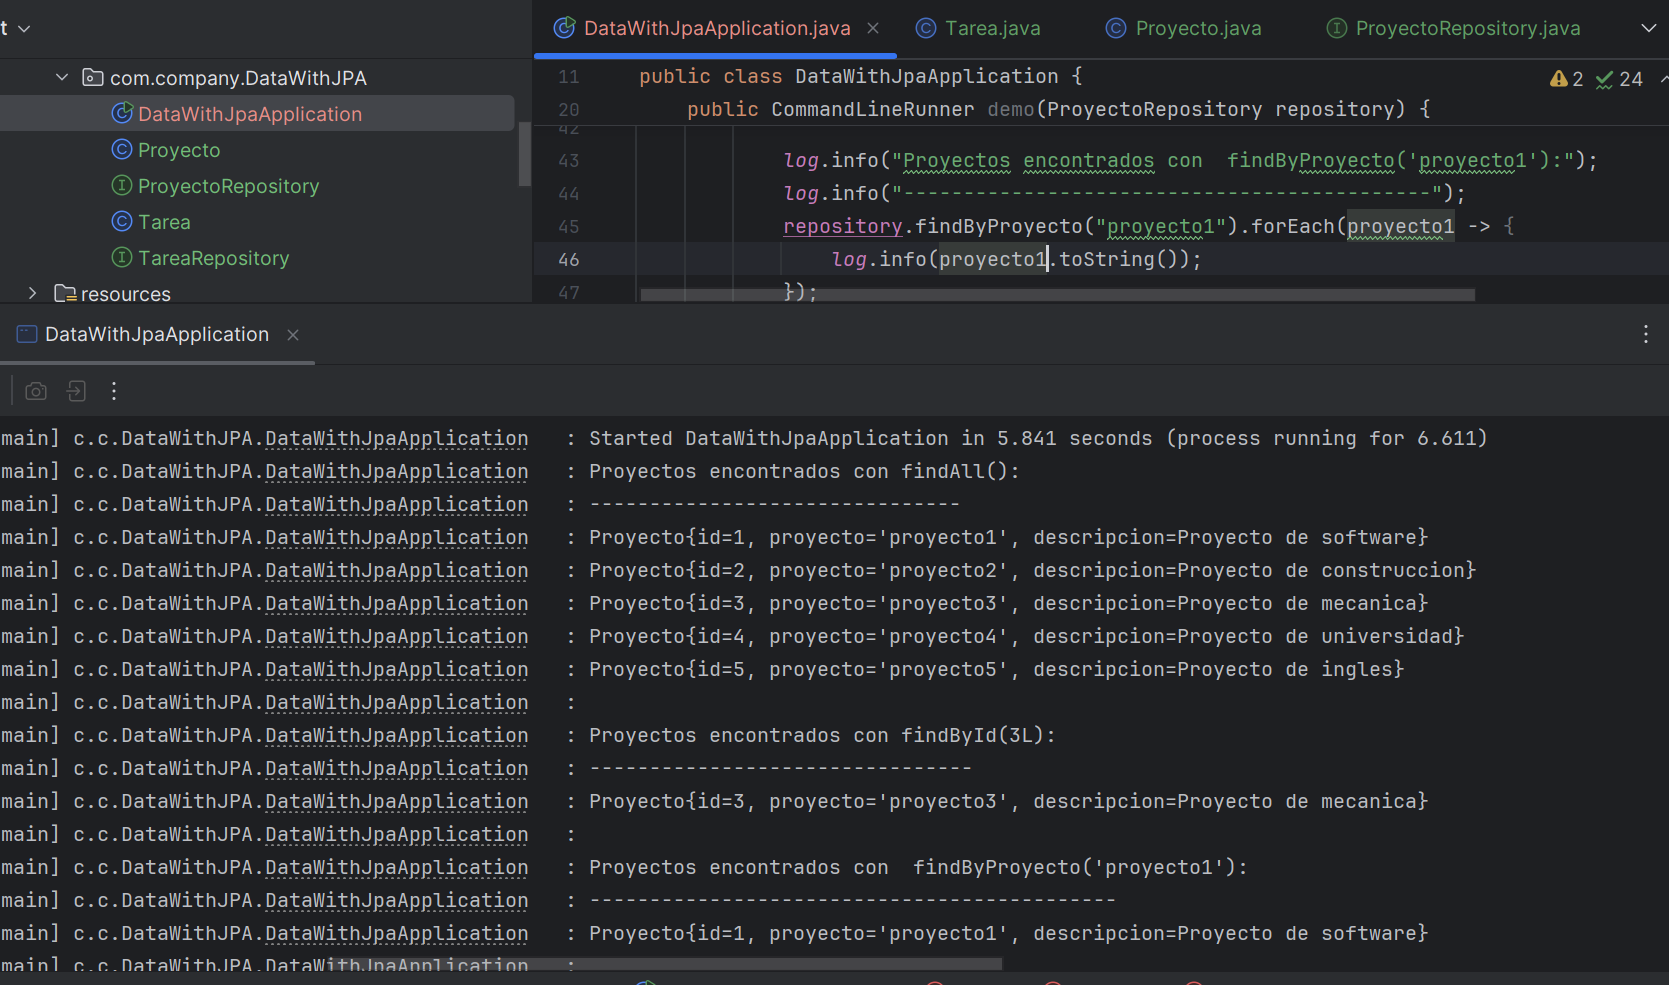 t
com.company.DataWithJPA
DataWithJpaApplication
Proyecto
ProyectoRepository
Tarea
TareaRepository
resources
DataWithJpaApplication.java Tarea.java Proyecto.java ProyectoRepository.java
11 public class DataWithJpaApplication {
2 24
20 public CommandLineRunner demo(ProyectoRepository repository) {
42
43 log.info("Proyectos encontrados con  findByProyecto('proyecto1'):");
44 log.info("--------------------------------------------");
45 repository.findByProyecto("proyecto1").forEach(proyecto1 -> {
46 log.info(proyecto1.toString());
47 });
DataWithJpaApplication
main] c.c.DataWithJPA.DataWithJpaApplication   : Started DataWithJpaApplication in 5.841 seconds (process running for 6.611)
main] c.c.DataWithJPA.DataWithJpaApplication   : Proyectos encontrados con findAll():
main] c.c.DataWithJPA.DataWithJpaApplication   : -------------------------------
main] c.c.DataWithJPA.DataWithJpaApplication   : Proyecto{id=1, proyecto='proyecto1', descripcion=Proyecto de software}
main] c.c.DataWithJPA.DataWithJpaApplication   : Proyecto{id=2, proyecto='proyecto2', descripcion=Proyecto de construccion}
main] c.c.DataWithJPA.DataWithJpaApplication   : Proyecto{id=3, proyecto='proyecto3', descripcion=Proyecto de mecanica}
main] c.c.DataWithJPA.DataWithJpaApplication   : Proyecto{id=4, proyecto='proyecto4', descripcion=Proyecto de universidad}
main] c.c.DataWithJPA.DataWithJpaApplication   : Proyecto{id=5, proyecto='proyecto5', descripcion=Proyecto de ingles}
main] c.c.DataWithJPA.DataWithJpaApplication   :
main] c.c.DataWithJPA.DataWithJpaApplication   : Proyectos encontrados con findById(3L):
main] c.c.DataWithJPA.DataWithJpaApplication   : --------------------------------
main] c.c.DataWithJPA.DataWithJpaApplication   : Proyecto{id=3, proyecto='proyecto3', descripcion=Proyecto de mecanica}
main] c.c.DataWithJPA.DataWithJpaApplication   :
main] c.c.DataWithJPA.DataWithJpaApplication   : Proyectos encontrados con  findByProyecto('proyecto1'):
main] c.c.DataWithJPA.DataWithJpaApplication   : --------------------------------------------
main] c.c.DataWithJPA.DataWithJpaApplication   : Proyecto{id=1, proyecto='proyecto1', descripcion=Proyecto de software}
main] c.c.DataWithJPA.DataWithJpaApplication   :